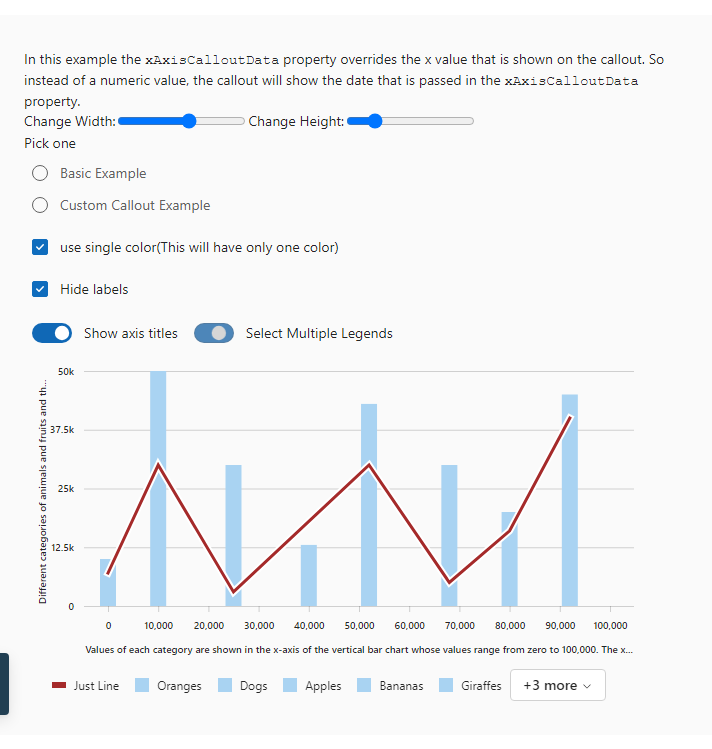 In this example the xAxisCalloutData property overrides the x value that is shown on the callout. So
instead of a numeric value, the callout will show the date that is passed in the xAxisCalloutData
property.
Change Width: Change Height:
Pick one
Basic Example
Custom Callout Example
use single color(This will have only one color)
Hide labels
Show axis titles Select Multiple Legends
Different categories of animals and fruits and th...
50k
37.5k
25k
12.5k
0
0 10,000 20,000 30,000 40,000 50,000 60,000 70,000 80,000 90,000 100,000
Values of each category are shown in the x-axis of the vertical bar chart whose values range from zero to 100,000. The x...
Just Line Oranges Dogs Apples Bananas Giraffes +3 more